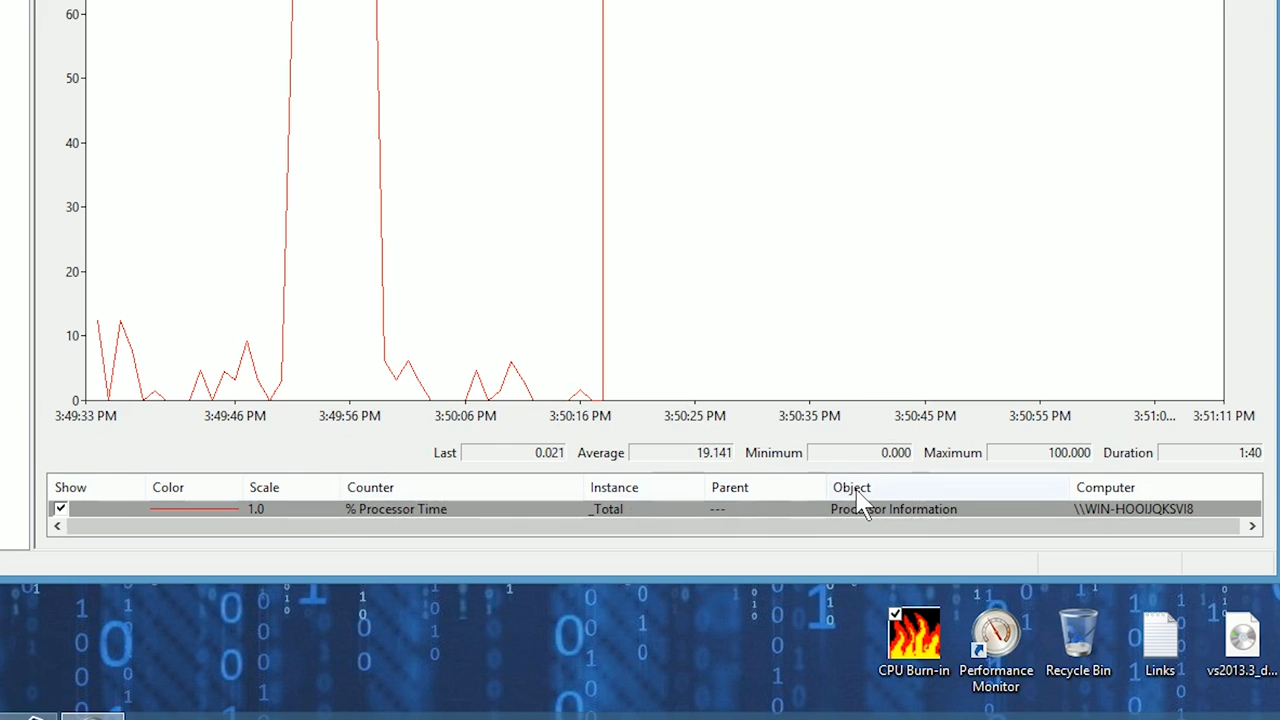 60
50
40
30
20
10
0
3:49:33 PM 3:49:46 PM 3:49:56 PM 3:50:06 PM 3:50:16 PM 3:50:25 PM 3:50:35 PM 3:50:45 PM 3:50:55 PM 3:51:0... 3:51:11 PM
Last 0.021 Average 19.141 Minimum 0.000 Maximum 100.000 Duration 1:40
Show Color Scale Counter Instance Parent Object Computer
1.0 % Processor Time _Total --- Processor Information \\WIN-HOOIJQKSVI8
CPU Burn-in Performance Monitor Recycle Bin Links vs2013.3_d...